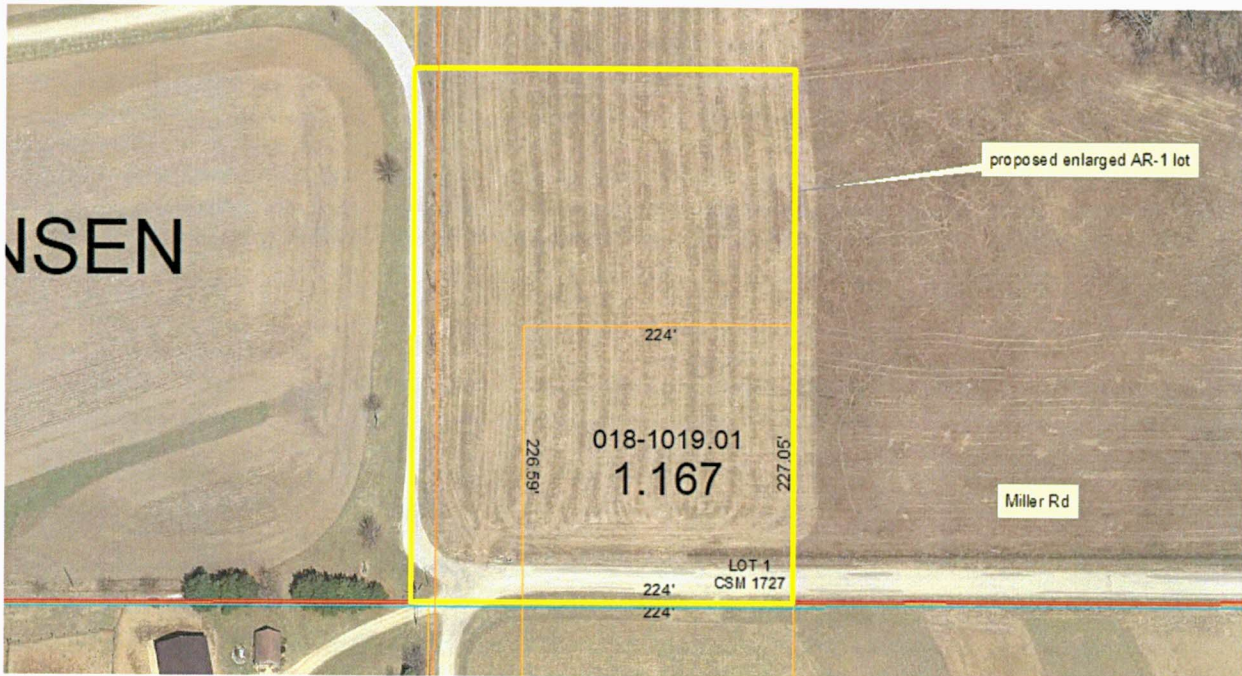 NSEN
proposed enlarged AR-1 lot
224'
018-1019.01
226.59'
1.167
227.05'
Miller Rd
LOT 1
CSM 1727
224'
224'